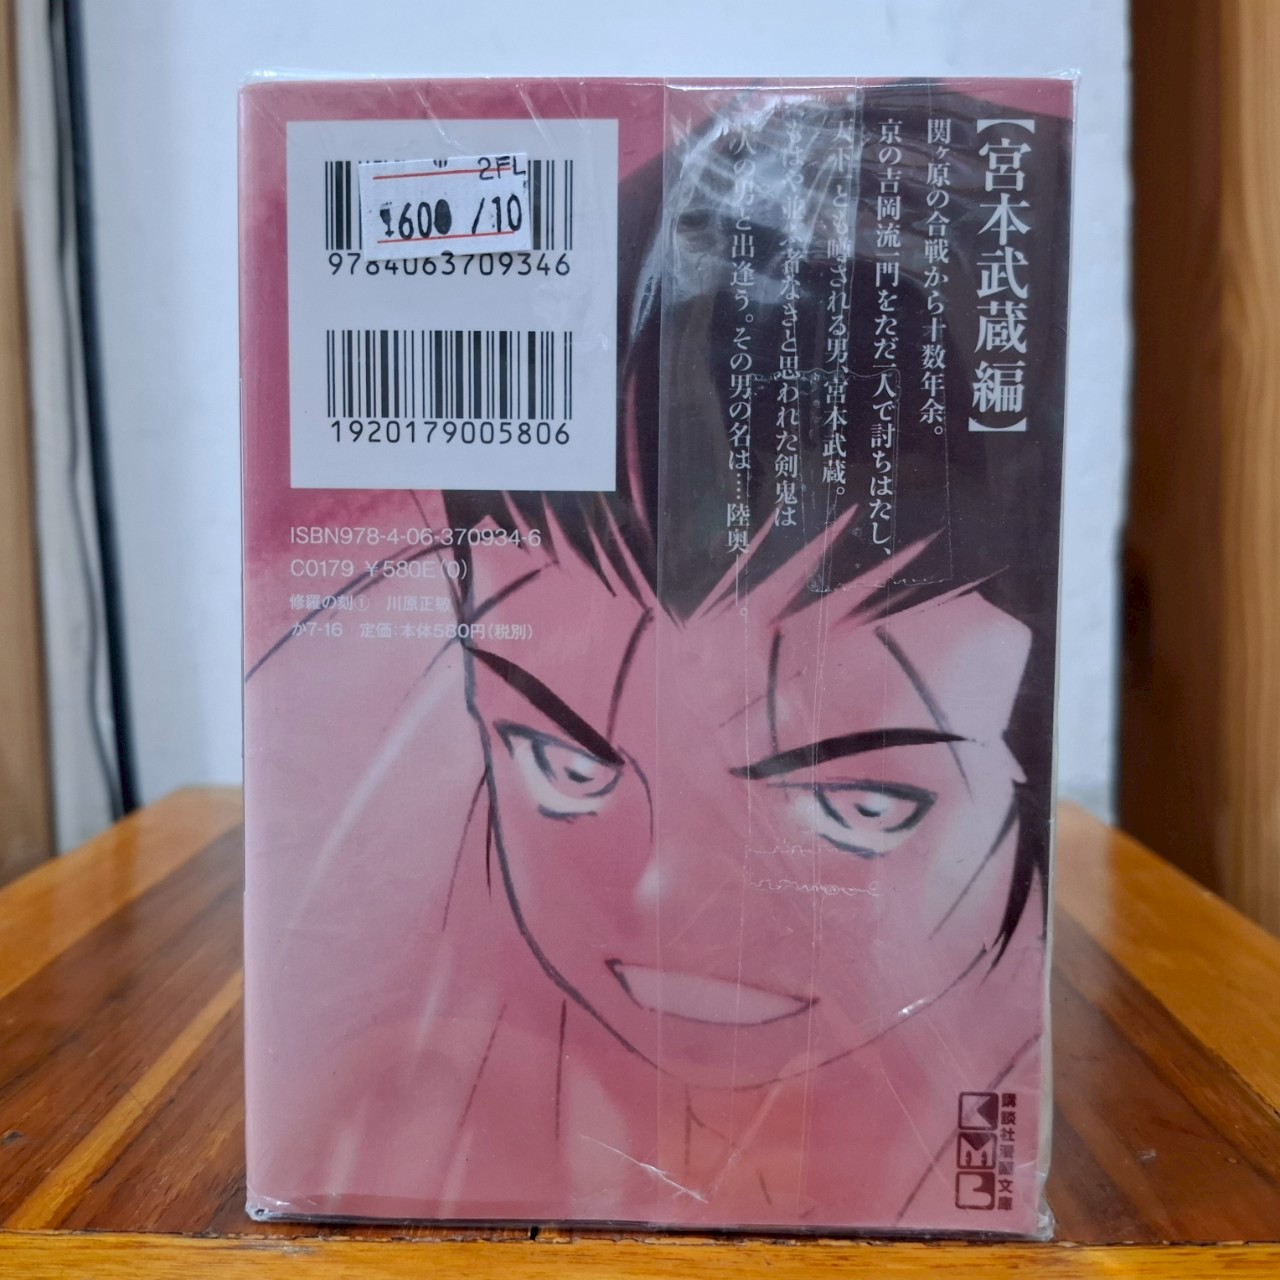 【宮本武蔵編】
関ヶ原の合戦から十数年余。
京の吉岡流一門をただ一人で討ちはたし、
とも噂される男、宮本武蔵。
もはや なきと思われた剣鬼は
の男と出逢う。その男の名は……陸奥――。
2FL
/10
9784063709346
1920179005806
ISBN978-4-06-370934-6
C0179 ¥580E(0)
修羅の刻① 川原正敏
か7-16 定価:本体580円(税別)
KMB
講談社漫画文庫